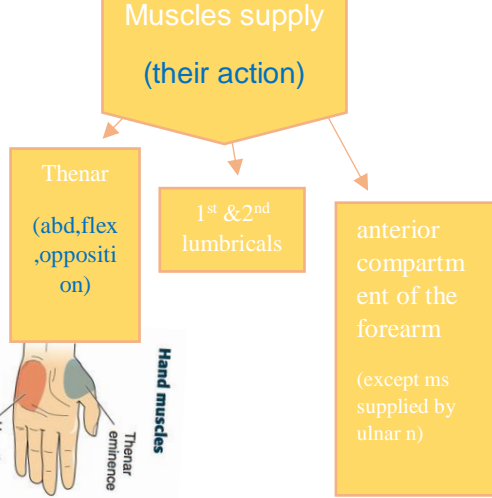 Muscles supply
(their action)
Thenar
(abd,flex
,oppositi
on)
1st &2nd
lumbricals
anterior
compartm
ent of the
forearm
(except ms
supplied by
ulnar n)
Hand muscles
Thenar
eminence